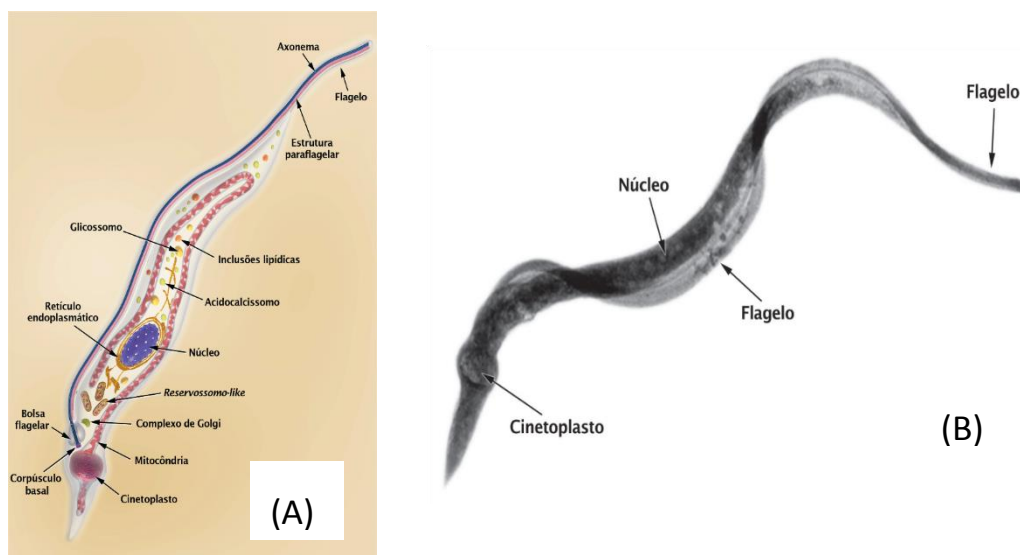 Axonema
Flagelo
Estrutura
paraflagelar
Glicossomo
Inclusões lipídicas
Acidocalcissomo
Retículo
endoplasmático
Núcleo
Reservossomo-like
Bolsa
flagelar
Complexo de Golgi
Mitocôndria
Corpúsculo
basal
Cinetoplasto
(A)
Flagelo
Núcleo
Flagelo
Cinetoplasto
(B)